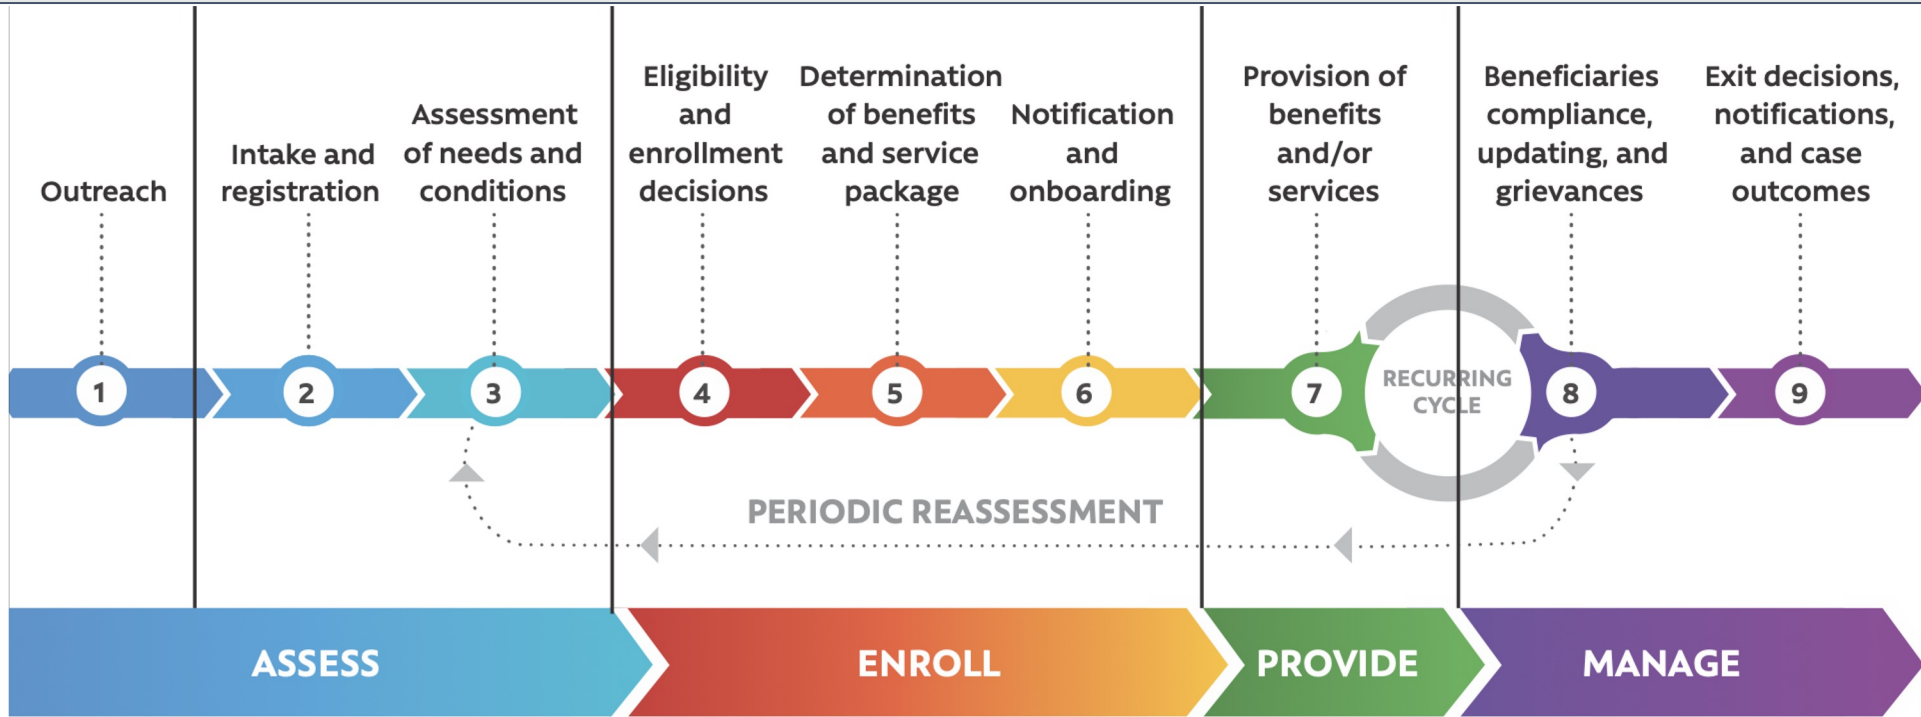 Outreach
Intake and
registration
Assessment
of needs and
conditions
Eligibility
and
enrollment
decisions
Determination
of benefits
and service
package
Notification
and
onboarding
Provision of
benefits
and/or
services
Beneficiaries
compliance,
updating, and
grievances
Exit decisions,
notifications,
and case
outcomes
1
2
3
4
5
6
7
RECURRING
CYCLE
8
9
PERIODIC REASSESSMENT
ASSESS
ENROLL
PROVIDE
MANAGE